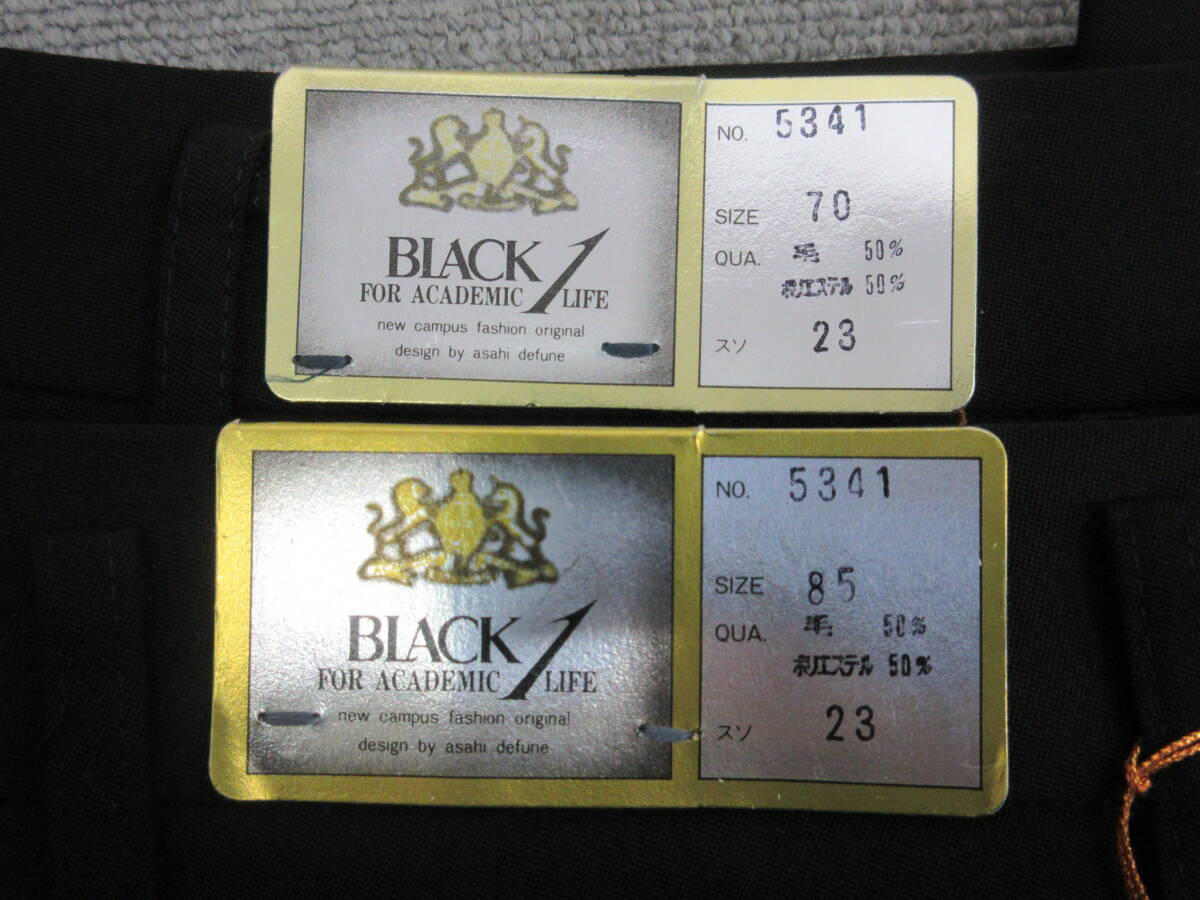 BLACK 1
FOR ACADEMIC LIFE
new campus fashion original
design by asahi defune
NO. 5341
SIZE 70
QUA. 毛 50%
ポリエステル 50%
スソ 23
BLACK 1
FOR ACADEMIC LIFE
new campus fashion original
design by asahi defune
NO. 5341
SIZE 85
QUA. 毛 50%
ポリエステル 50%
スソ 23